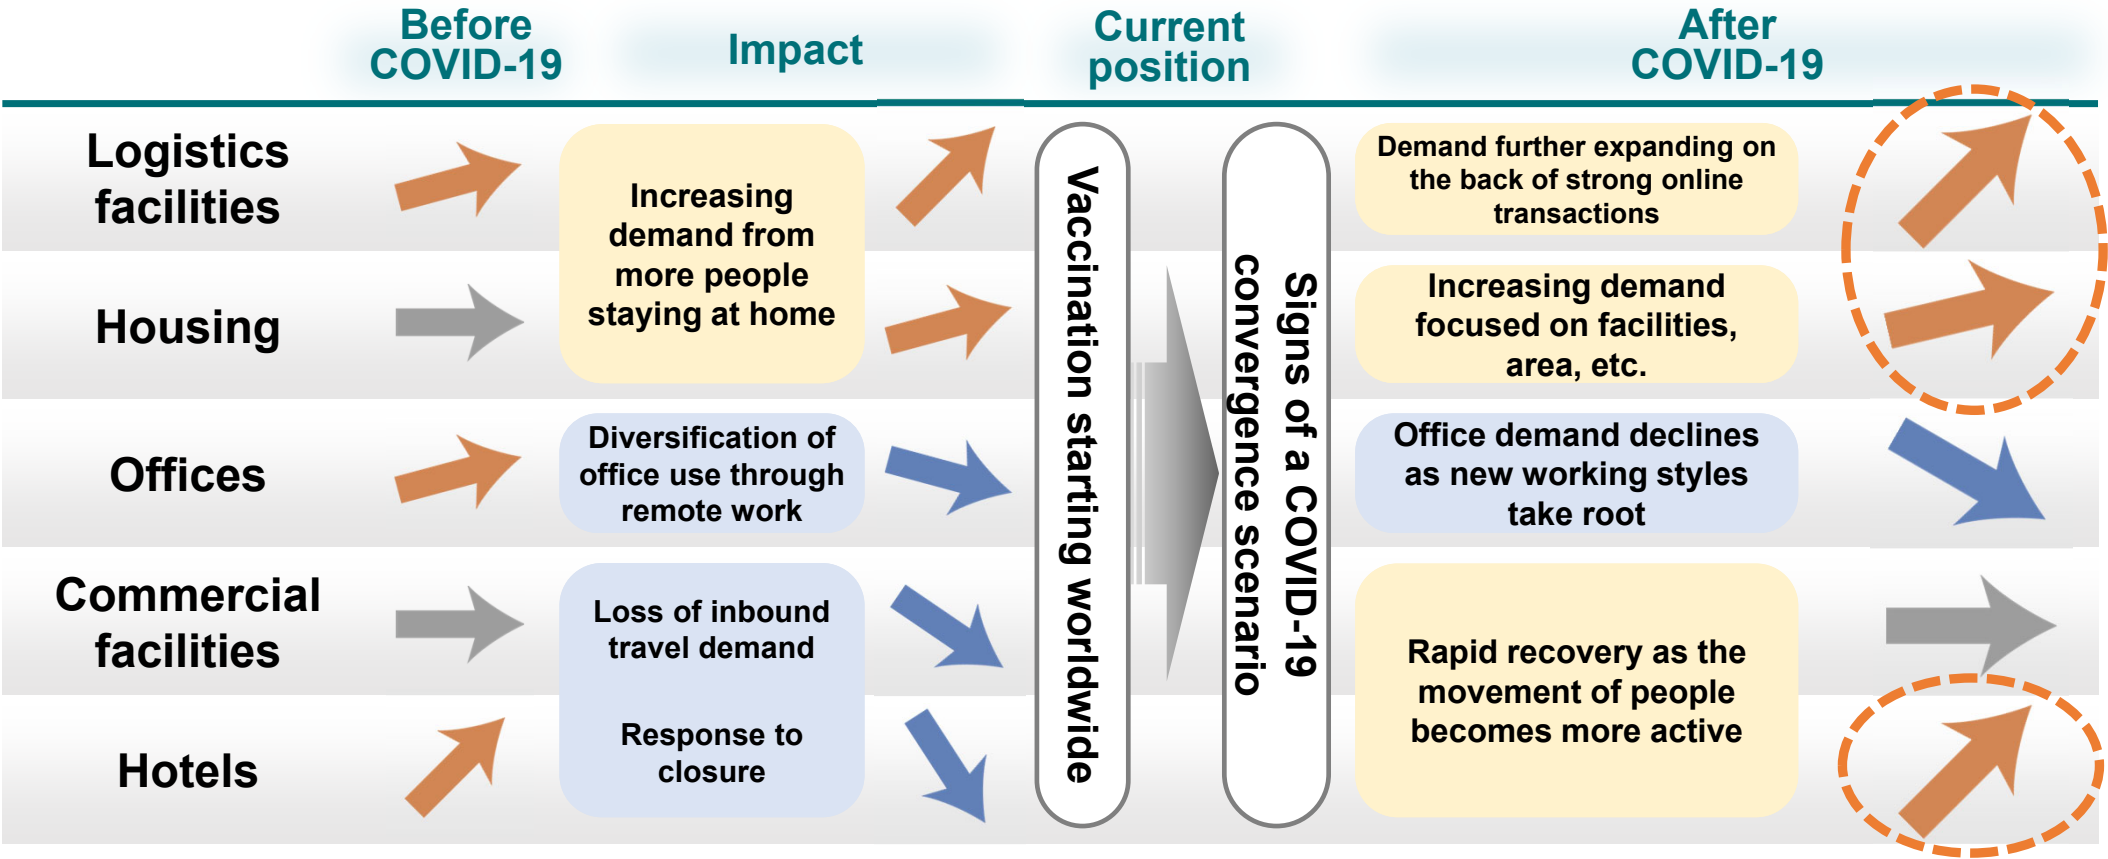 Before
COVID-19
Impact
Current
position
After
COVID-19
Logistics
facilities
Increasing
demand from
more people
staying at home
Demand further expanding on
the back of strong online
transactions
Housing
Increasing demand
focused on facilities,
area, etc.
Vaccination starting worldwide
Signs of a COVID-19
convergence scenario
Offices
Diversification of
office use through
remote work
Office demand declines
as new working styles
take root
Commercial
facilities
Loss of inbound
travel demand
Response to
closure
Rapid recovery as the
movement of people
becomes more active
Hotels